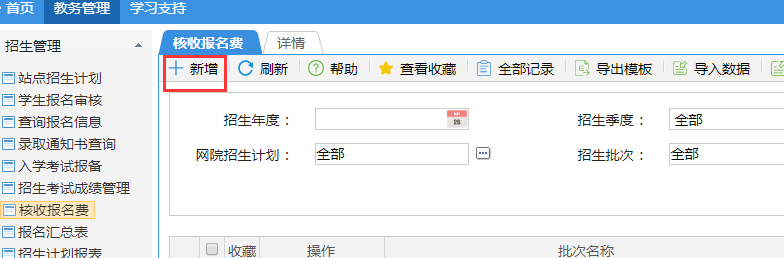 首页 教务管理 学习支持
招生管理
站点招生计划
学生报名审核
查询报名信息
录取通知书查询
入学考试报备
招生考试成绩管理
核收报名费
报名汇总表
招生计划报表
核收报名费 详情
新增 刷新 帮助 查看收藏 全部记录 导出模板 导入数据
招生年度： 招生季度： 全部
网院招生计划： 全部 招生批次： 全部
收藏 操作 批次名称